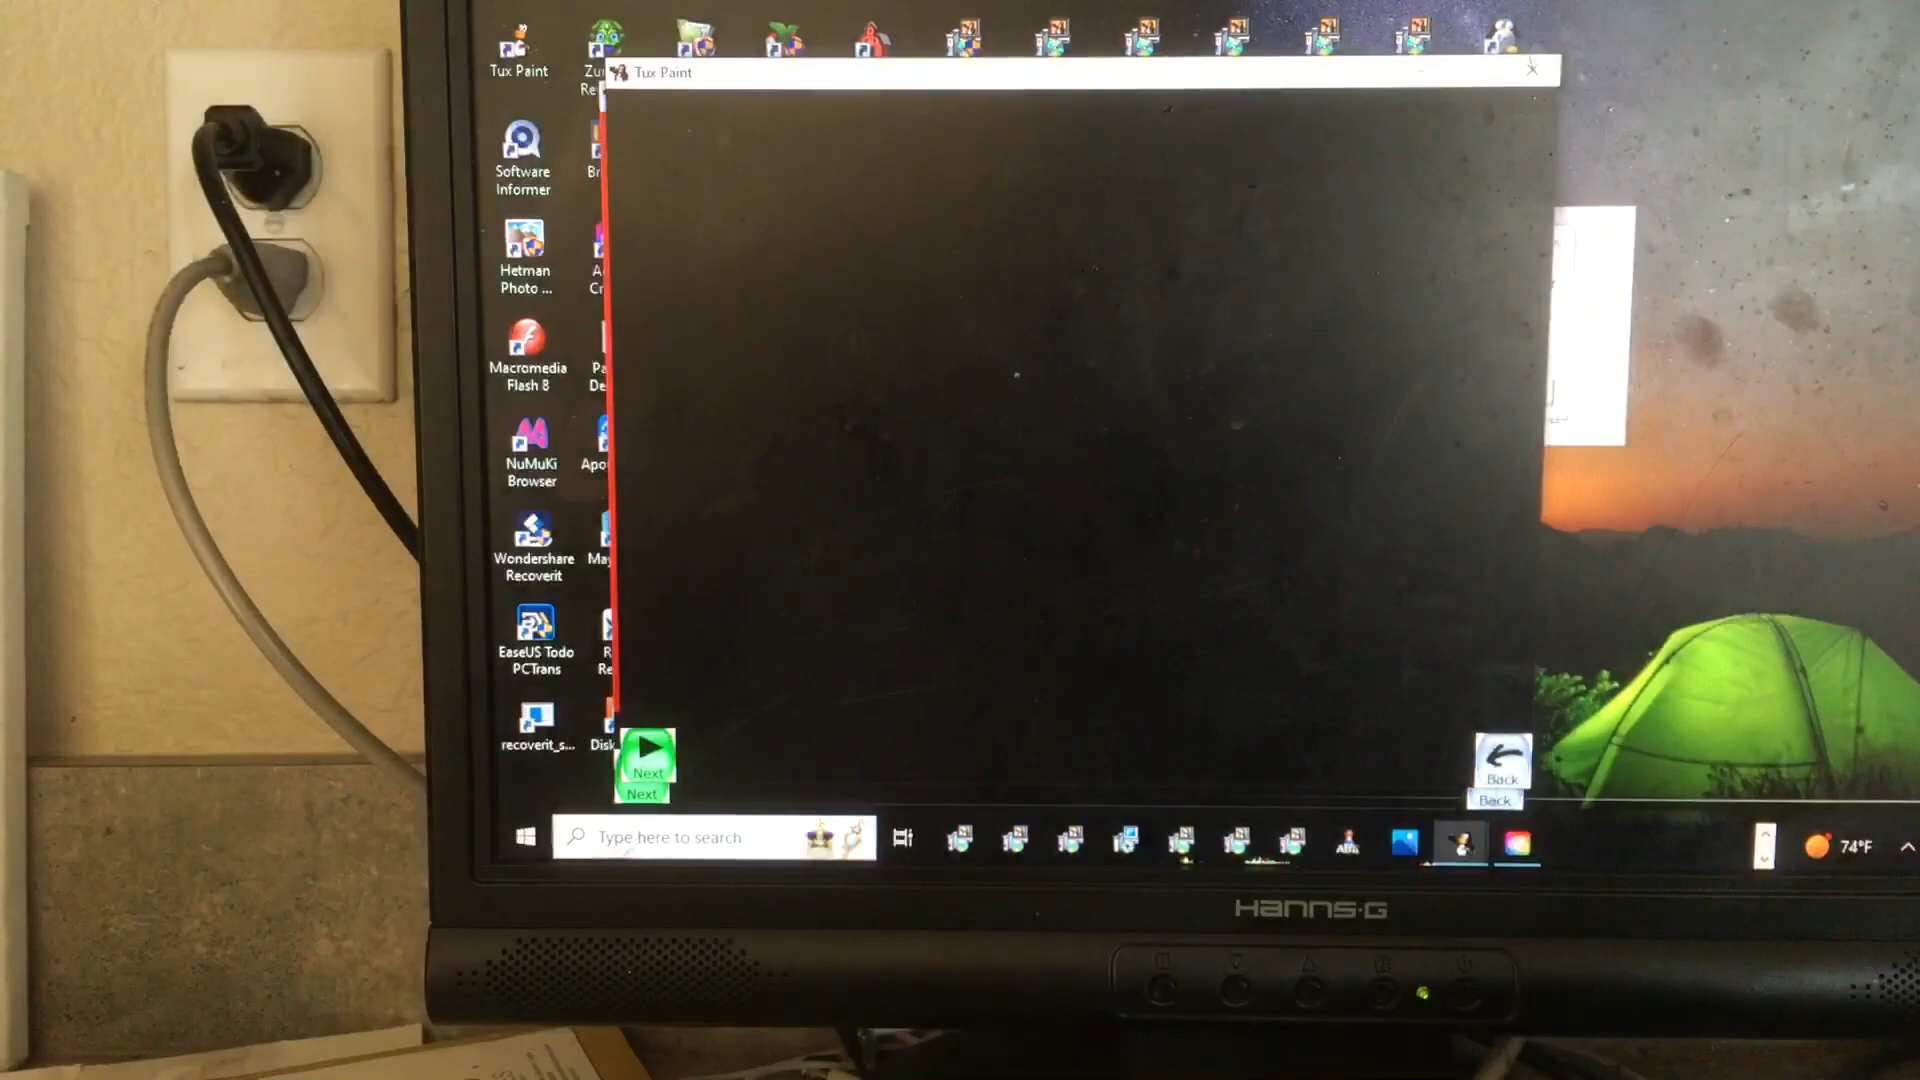 Tux Paint
Tux Paint
Software
Informer
Hetman
Photo ...
Macromedia
Flash 8
NuMuKi
Browser
Wondershare
Recoverit
EaseUS Todo
PCTrans
recoverit_s...
Next
Next
Back
Back
Type here to search
74°F
HANNS·G